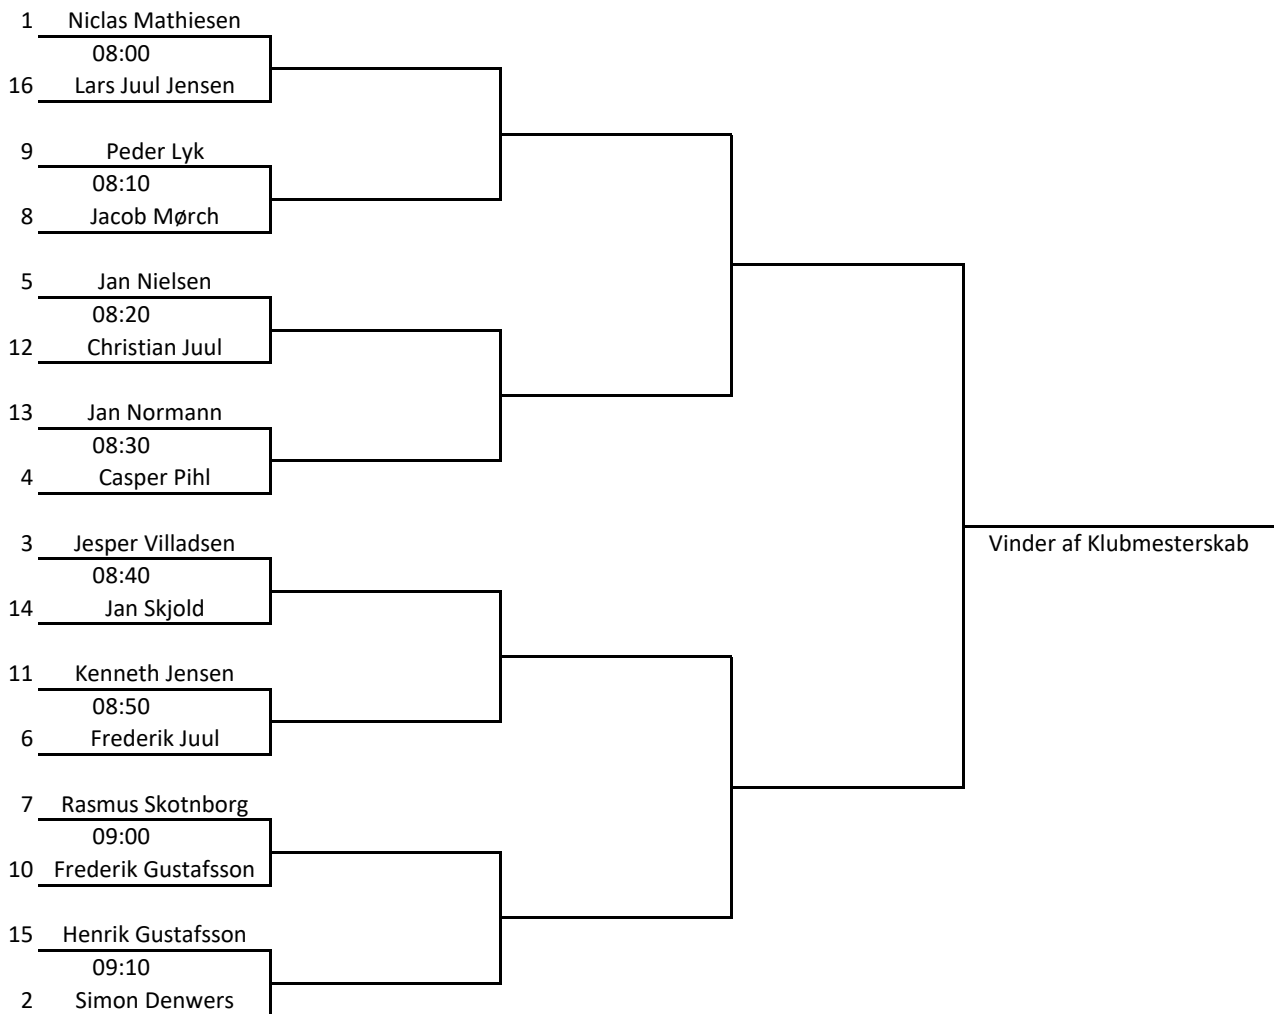 1 Niclas Mathiesen
08:00
16 Lars Juul Jensen
9 Peder Lyk
08:10
8 Jacob Mørch
5 Jan Nielsen
08:20
12 Christian Juul
13 Jan Normann
08:30
4 Casper Pihl
3 Jesper Villadsen
08:40
14 Jan Skjold
11 Kenneth Jensen
08:50
6 Frederik Juul
7 Rasmus Skotnborg
09:00
10 Frederik Gustafsson
15 Henrik Gustafsson
09:10
2 Simon Denwers
Vinder af Klubmesterskab